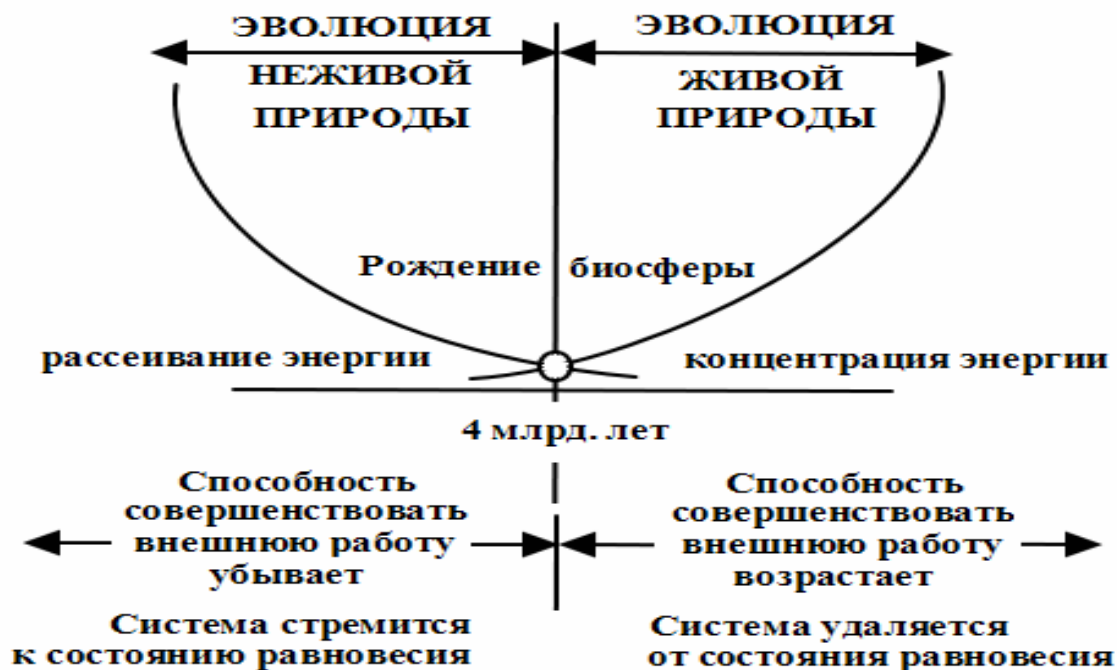 ЭВОЛЮЦИЯ
НЕЖИВОЙ
ПРИРОДЫ
ЭВОЛЮЦИЯ
ЖИВОЙ
ПРИРОДЫ
Рождение биосферы
рассеивание энергии
концентрация энергии
4 млрд. лет
Способность
совершенствовать
внешнюю работу
убывает
Способность
совершенствовать
внешнюю работу
возрастает
Система стремится
к состоянию равновесия
Система удаляется
от состояния равновесия